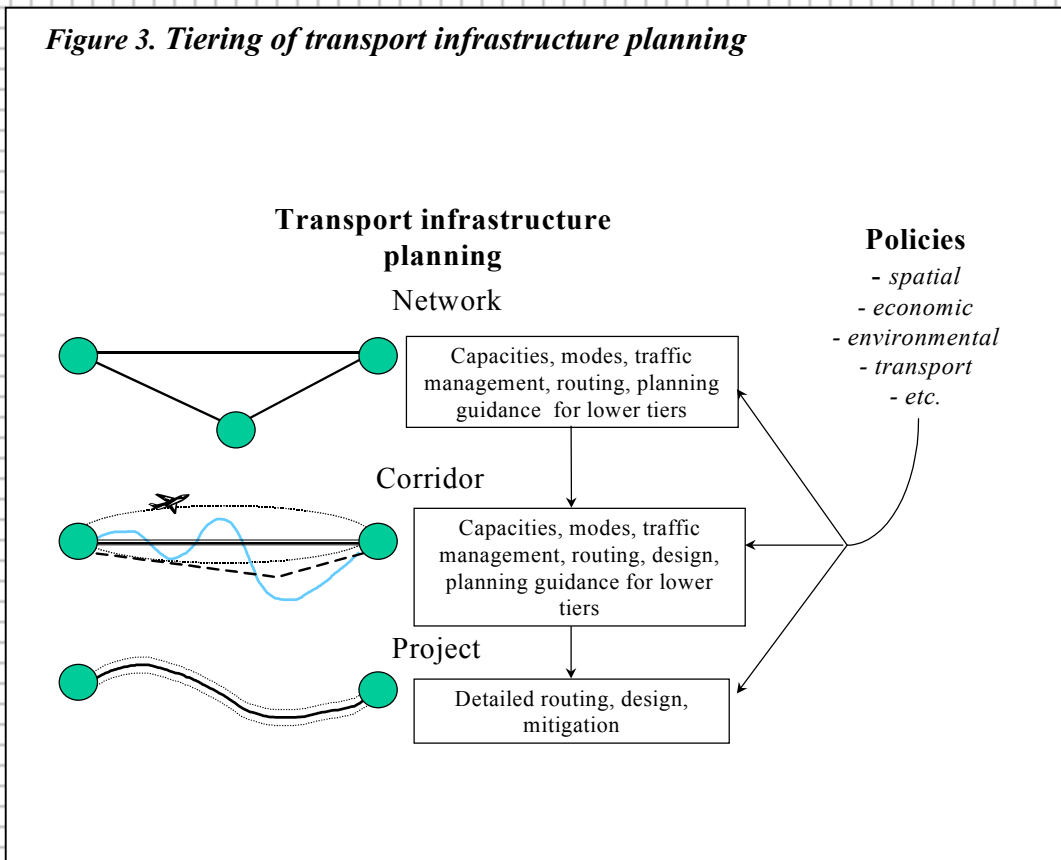 Figure 3. Tiering of transport infrastructure planning
Transport infrastructure
planning
Network
Capacities, modes, traffic
management, routing, planning
guidance for lower tiers
Corridor
Capacities, modes, traffic
management, routing, design,
planning guidance for lower
tiers
Project
Detailed routing, design,
mitigation
Policies
- spatial
- economic
- environmental
- transport
- etc.